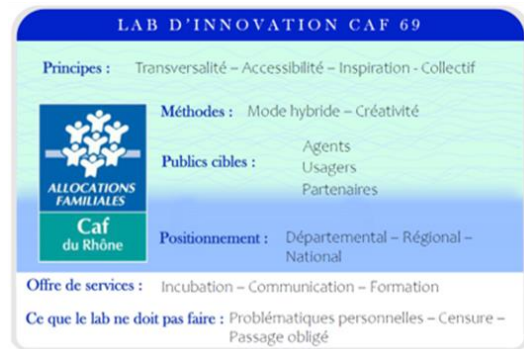 LAB D'INNOVATION CAF 69
Principes : Transversalité – Accessibilité – Inspiration - Collectif
Méthodes : Mode hybride – Créativité
Publics cibles : Agents
Usagers
Partenaires
ALLOCATIONS
FAMILIALES
Caf
du Rhône
Positionnement : Départemental – Régional –
National
Offre de services : Incubation – Communication – Formation
Ce que le lab ne doit pas faire : Problématiques personnelles – Censure –
Passage obligé